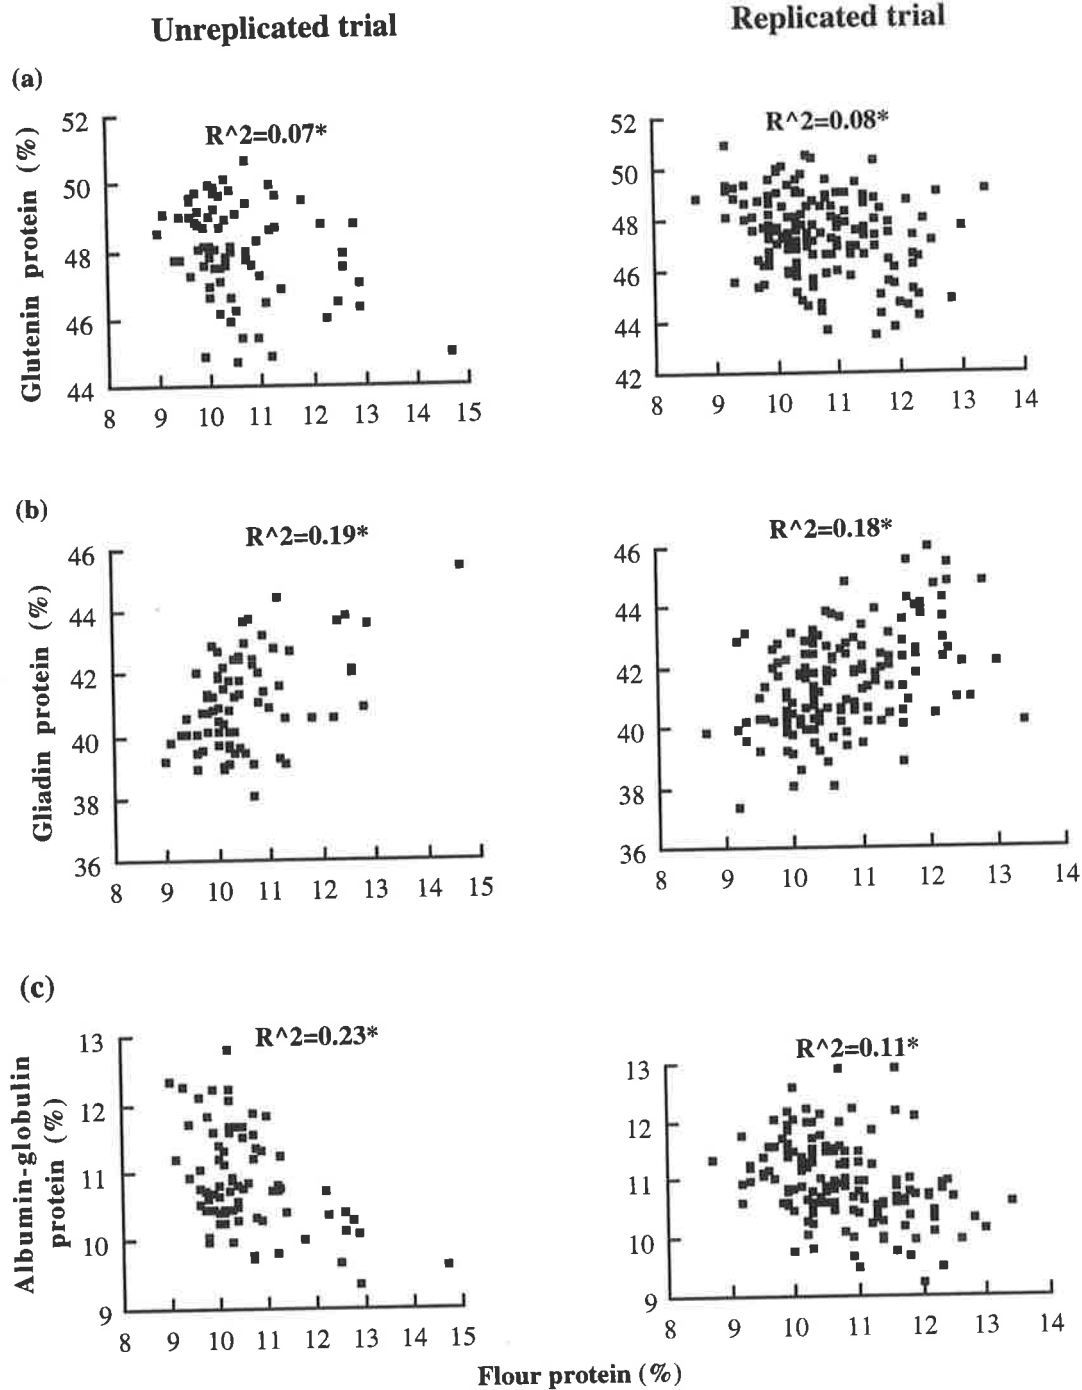 Unreplicated trial
Replicated trial
(a)
R^2=0.07*
R^2=0.08*
Glutenin protein (%)
52
50
48
46
44
8 9 10 11 12 13 14 15
52
50
48
46
44
42
8 9 10 11 12 13 14
(b)
R^2=0.19*
R^2=0.18*
Gliadin protein (%)
46
44
42
40
38
36
8 9 10 11 12 13 14 15
46
44
42
40
38
36
8 9 10 11 12 13 14
(c)
R^2=0.23*
R^2=0.11*
Albumin-globulin
protein (%)
13
12
11
10
9
8 9 10 11 12 13 14 15
13
12
11
10
9
8 9 10 11 12 13 14
Flour protein (%)